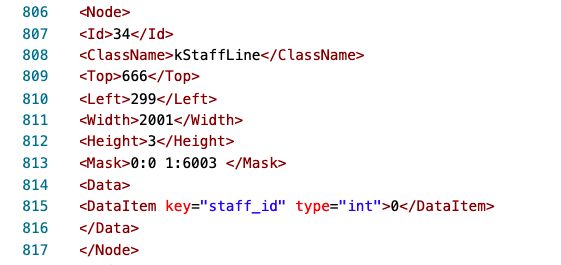 806 <Node>
807 <Id>34</Id>
808 <ClassName>kStaffLine</ClassName>
809 <Top>666</Top>
810 <Left>299</Left>
811 <Width>2001</Width>
812 <Height>3</Height>
813 <Mask>0:0 1:6003 </Mask>
814 <Data>
815 <DataItem key="staff_id" type="int">0</DataItem>
816 </Data>
817 </Node>